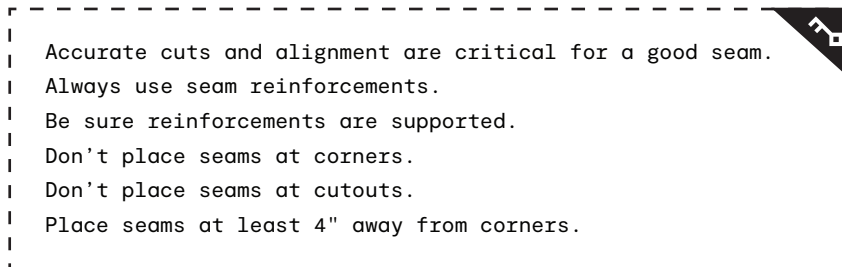 Accurate cuts and alignment are critical for a good seam.
Always use seam reinforcements.
Be sure reinforcements are supported.
Don’t place seams at corners.
Don’t place seams at cutouts.
Place seams at least 4" away from corners.